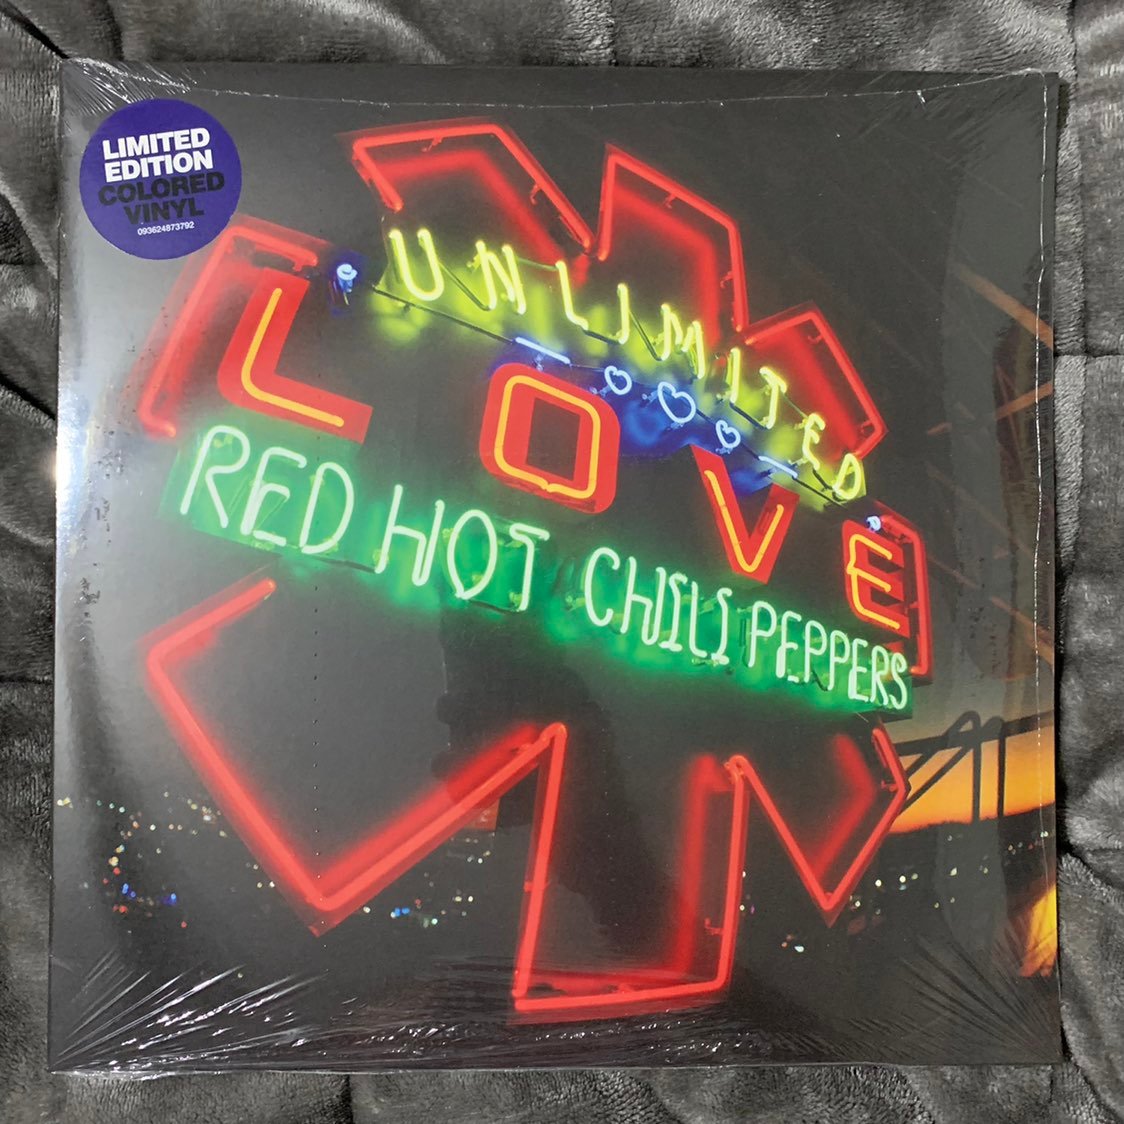 LIMITED
EDITION
COLORED
VINYL
093624873792
UNLIMITED
LOVE
RED HOT CHILI PEPPERS